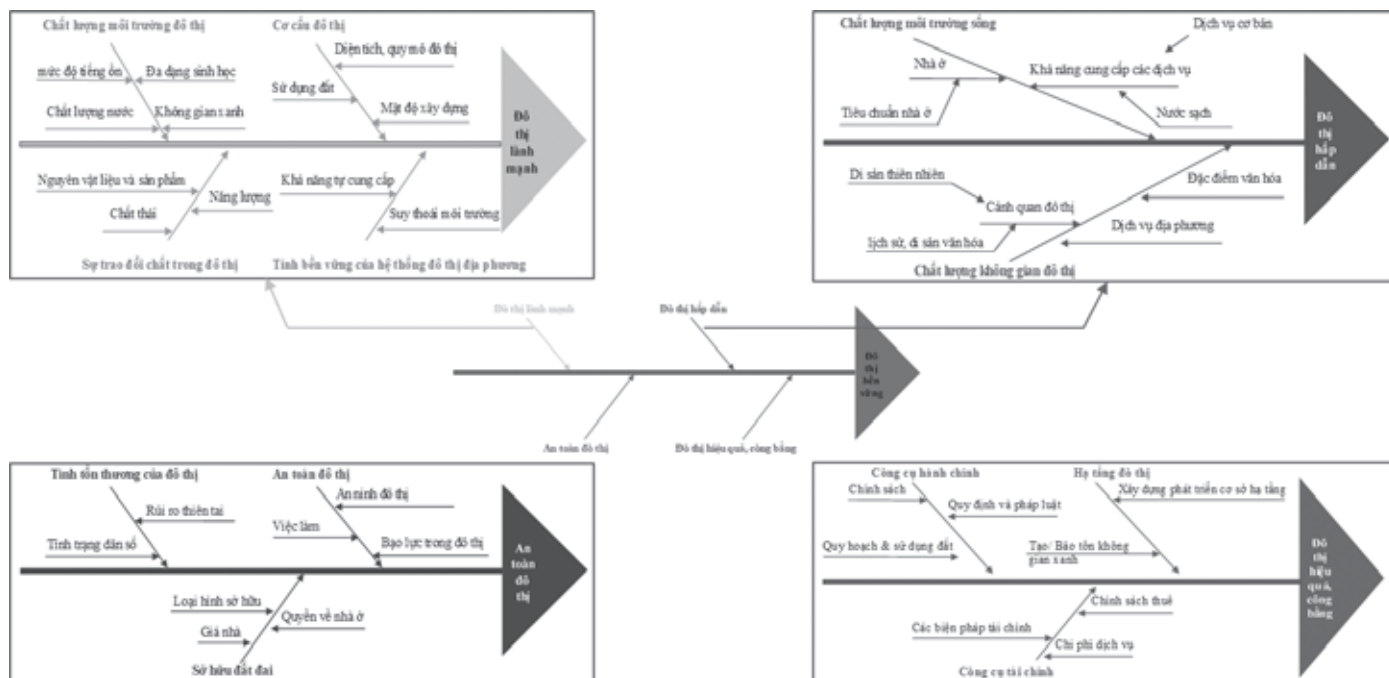 Chất lượng môi trường đô thị
Cơ cấu đô thị
Diện tích, quy mô đô thị
mức độ tiếng ồn
Đa dạng sinh học
Sử dụng đất
Chất lượng nước
Không gian xanh
Mật độ xây dựng
Đô
thị
lành
mạnh
Nguyên vật liệu và sản phẩm
Khả năng tự cung cấp
Năng lượng
Chất thải
Suy thoái môi trường
Sự trao đổi chất trong đô thị
Tính bền vững của hệ thống đô thị địa phương
Chất lượng môi trường sống
Dịch vụ cơ bản
Nhà ở
Khả năng cung cấp các dịch vụ
Tiêu chuẩn nhà ở
Nước sạch
Đô
thị
hấp
dẫn
Di sản thiên nhiên
Đặc điểm văn hóa
Cảnh quan đô thị
Dịch vụ địa phương
lịch sử, di sản văn hóa
Chất lượng không gian đô thị
Đô thị lành mạnh
Đô thị hấp dẫn
Đô
thị
bền
vững
An toàn đô thị
Đô thị hiệu quả, công bằng
Tính tổn thương của đô thị
An toàn đô thị
An ninh đô thị
Rủi ro thiên tai
Việc làm
Tình trạng dân số
Bạo lực trong đô thị
An
toàn
đô
thị
Loại hình sở hữu
Quyền về nhà ở
Giá nhà
Sở hữu đất đai
Công cụ hành chính
Hạ tầng đô thị
Chính sách
Xây dựng phát triển cơ sở hạ tầng
Quy định và pháp luật
Quy hoạch & sử dụng đất
Tạo/ Bảo tồn không
gian xanh
Đô
thị
hiệu
quả,
công
bằng
Chính sách thuế
Các biện pháp tài chính
Chi phí dịch vụ
Công cụ tài chính